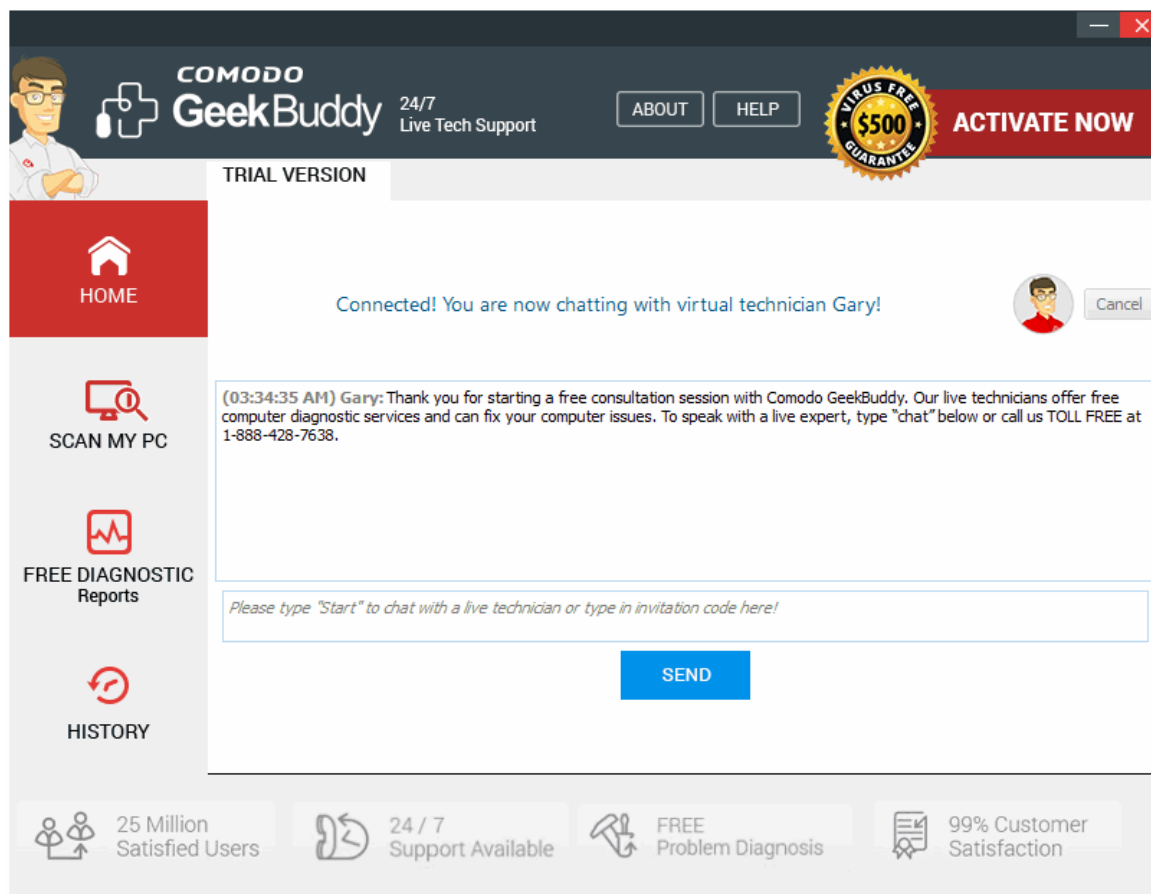 COMODO
GeekBuddy
24/7
Live Tech Support
ABOUT
HELP
VIRUS FREE
$500
GUARANTEE
ACTIVATE NOW
TRIAL VERSION
HOME
Connected! You are now chatting with virtual technician Gary!
Cancel
(03:34:35 AM) Gary: Thank you for starting a free consultation session with Comodo GeekBuddy. Our live technicians offer free
computer diagnostic services and can fix your computer issues. To speak with a live expert, type “chat” below or call us TOLL FREE at
1-888-428-7638.
SCAN MY PC
FREE DIAGNOSTIC
Reports
Please type "Start" to chat with a live technician or type in invitation code here!
SEND
HISTORY
25 Million
Satisfied Users
24 / 7
Support Available
FREE
Problem Diagnosis
99% Customer
Satisfaction